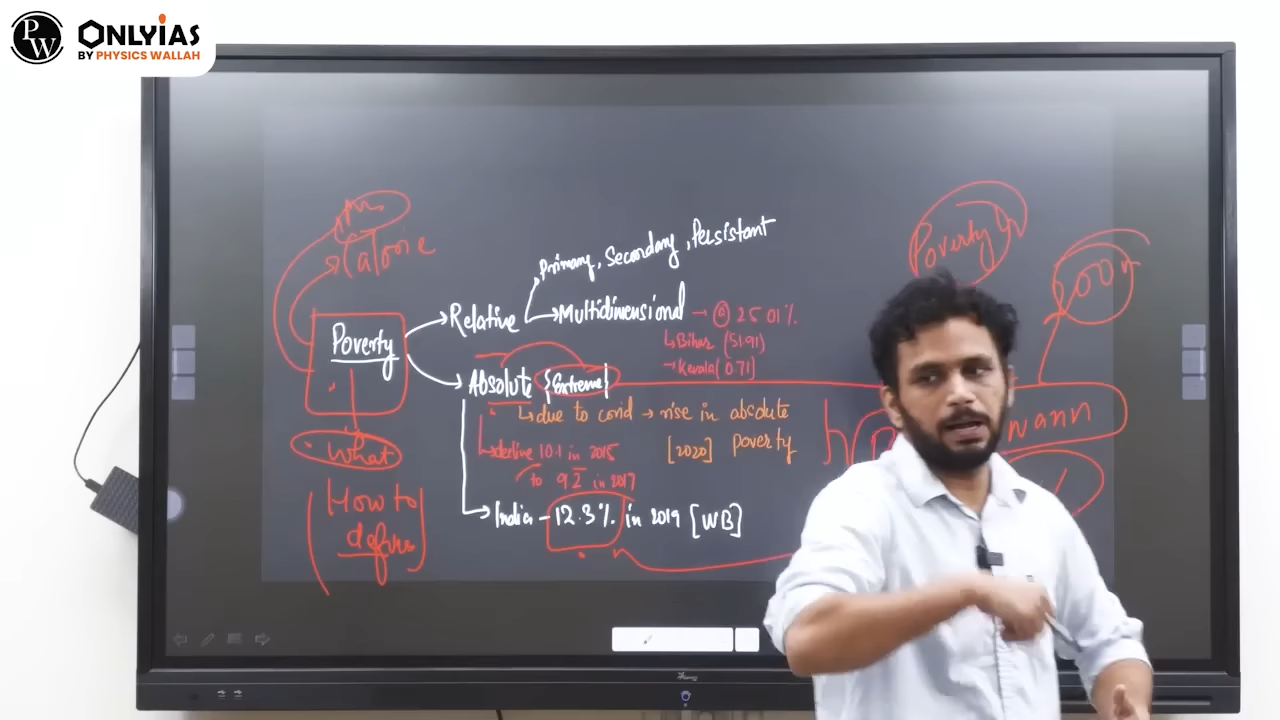 PW
ONLYIAS
BY PHYSICS WALLAH
Calorie
Poverty
What
How to
Relative
Primary, Secondary, Persistant
Multidimensional → @ 25.01%
Bihar (51.91)
Kerala (0.71)
Absolute {Extreme}
due to covid → rise in absolute
[2020] poverty
decline 10.1 in 2015
to 9.2 in 2017
India - 12.3% in 2019 [WB]
Poverty